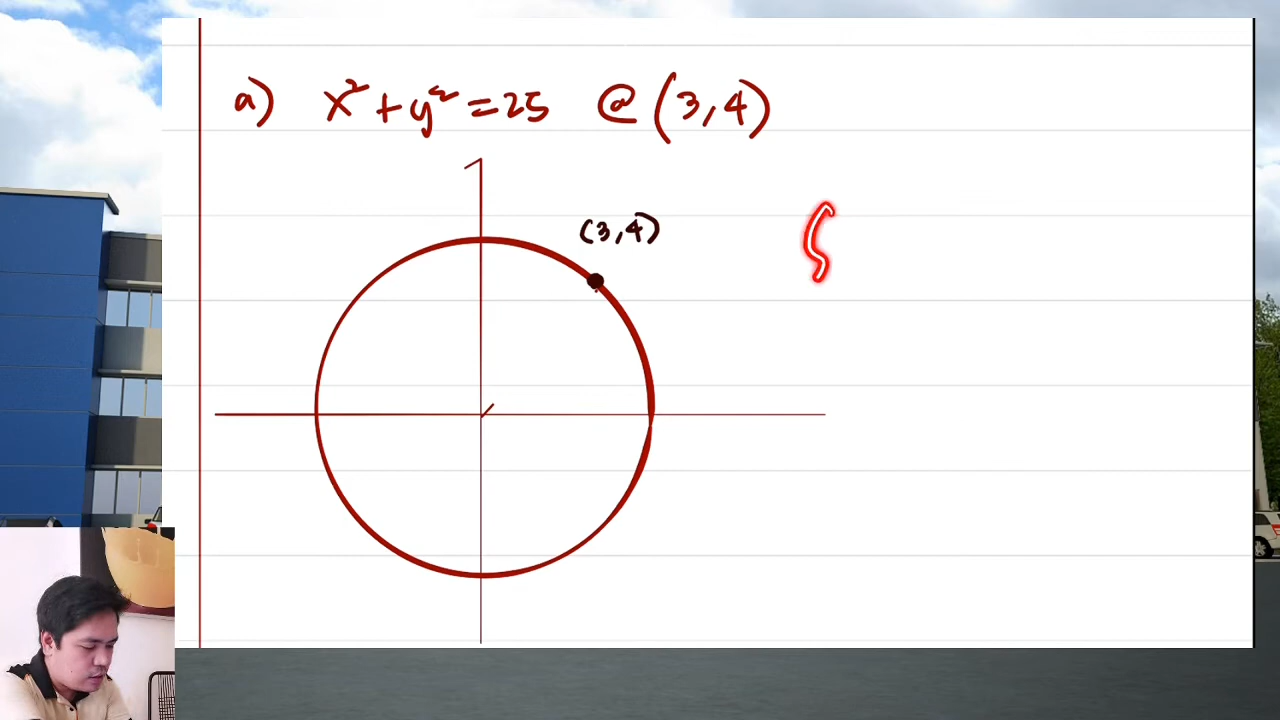 a) x²+y²=25 @ (3,4)
(3,4)